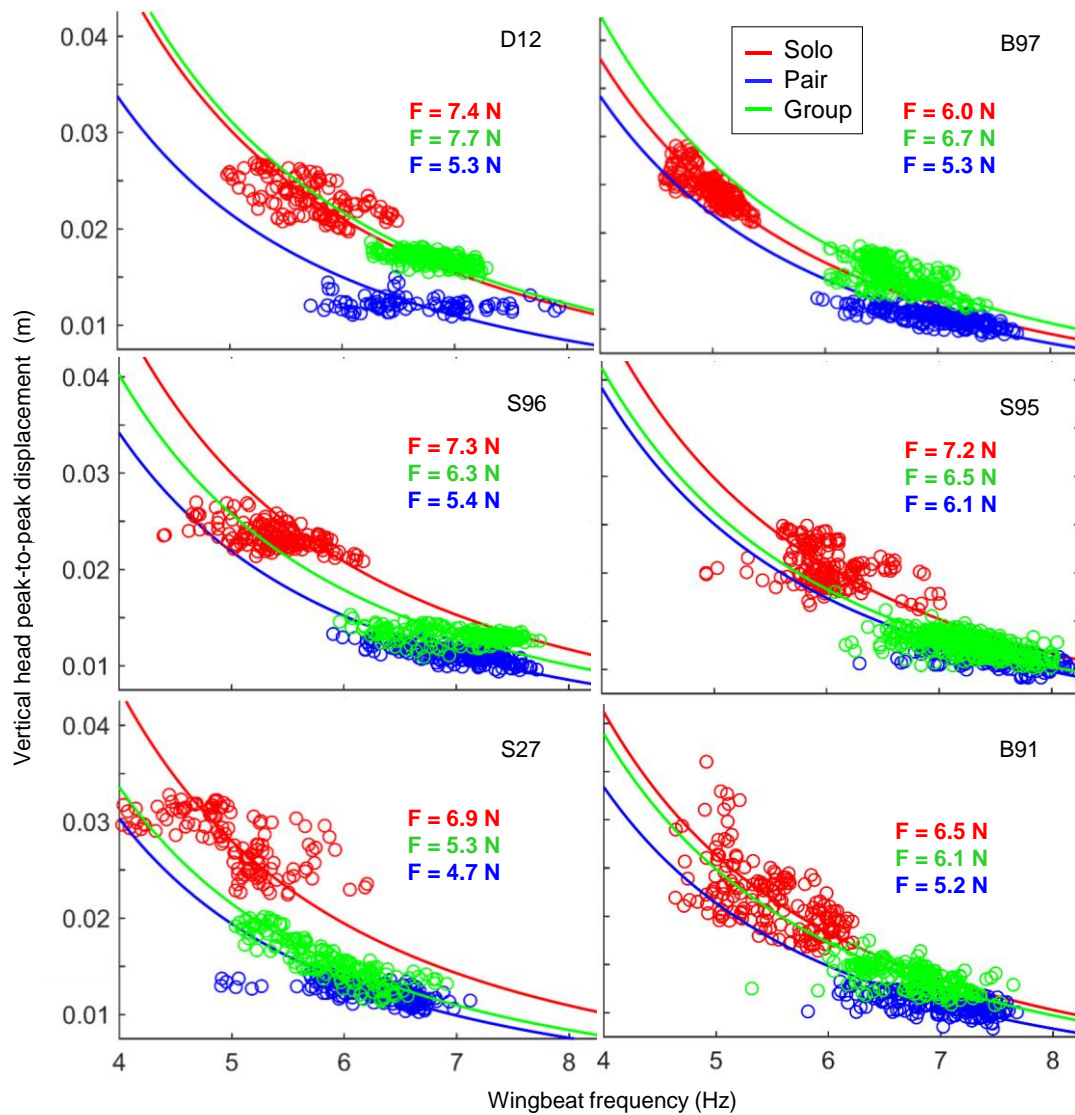 D12
B97
Solo
Pair
Group
0.04
0.03
0.02
0.01
F = 7.4 N
F = 7.7 N
F = 5.3 N
F = 6.0 N
F = 6.7 N
F = 5.3 N
S96
S95
0.04
0.03
0.02
0.01
F = 7.3 N
F = 6.3 N
F = 5.4 N
F = 7.2 N
F = 6.5 N
F = 6.1 N
S27
B91
0.04
0.03
0.02
0.01
F = 6.9 N
F = 5.3 N
F = 4.7 N
F = 6.5 N
F = 6.1 N
F = 5.2 N
4 5 6 7 8
4 5 6 7 8
Vertical head peak-to-peak displacement (m)
Wingbeat frequency (Hz)